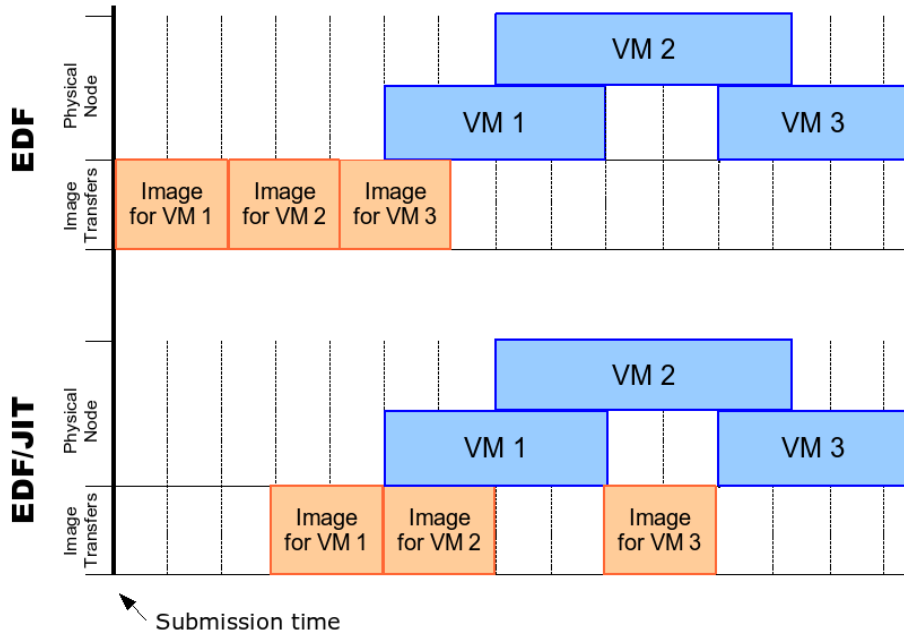 EDF
Physical
Node
VM 2
VM 1
VM 3
Image
Transfers
Image
for VM 1
Image
for VM 2
Image
for VM 3
EDF/JIT
Physical
Node
VM 2
VM 1
VM 3
Image
Transfers
Image
for VM 1
Image
for VM 2
Image
for VM 3
Submission time